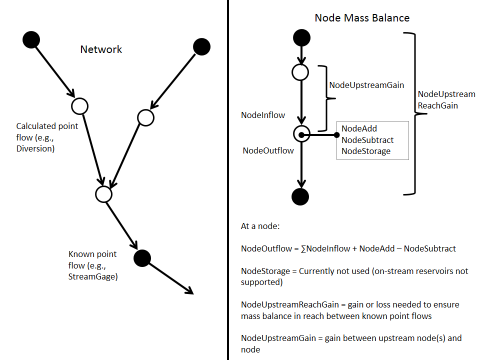 Network
Calculated point
flow (e.g.,
Diversion)
Known point
flow (e.g.,
StreamGage)
Node Mass Balance
NodeUpstreamGain
NodeUpstream
ReachGain
NodeInflow
NodeOutflow
NodeAdd
NodeSubtract
NodeStorage
At a node:
NodeOutflow = ∑NodeInflow + NodeAdd – NodeSubtract
NodeStorage = Currently not used (on-stream reservoirs not
supported)
NodeUpstreamReachGain = gain or loss needed to ensure
mass balance in reach between known point flows
NodeUpstreamGain = gain between upstream node(s) and
node